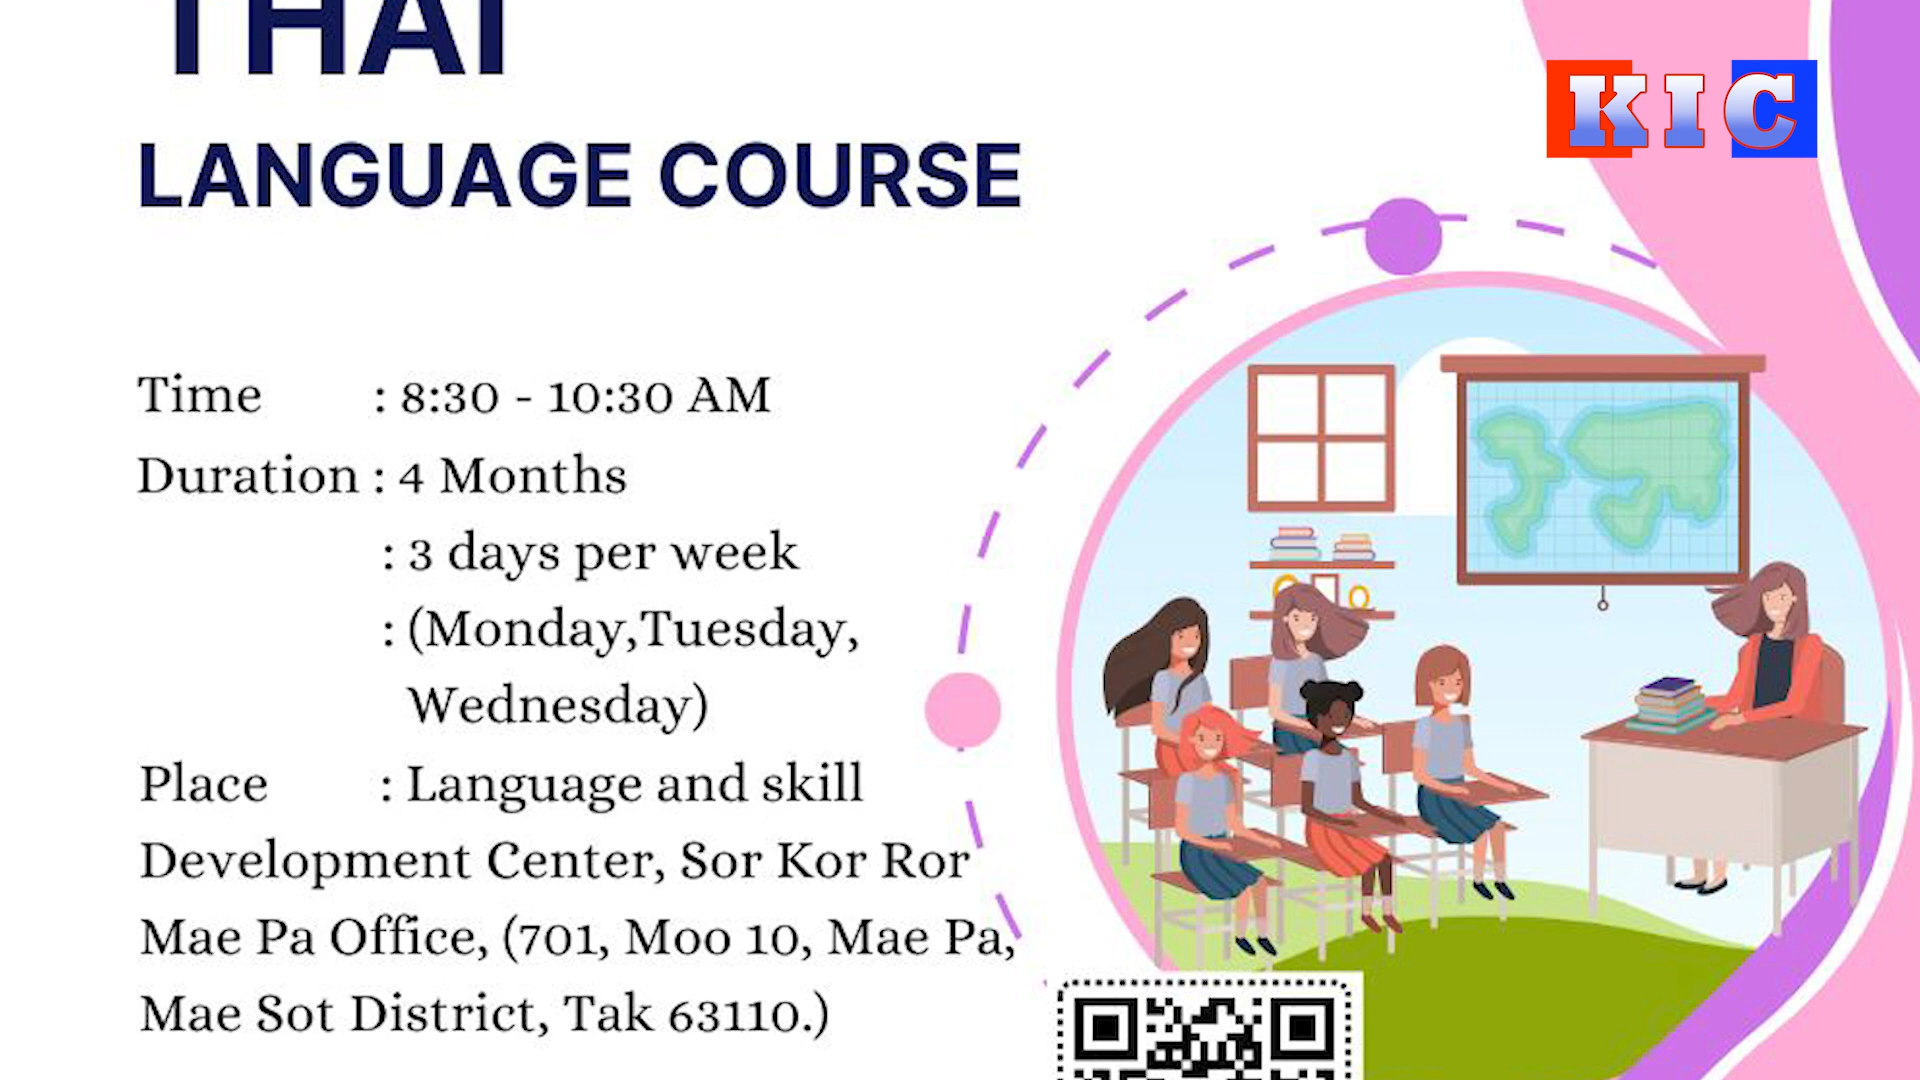 THAI
KIC
LANGUAGE COURSE
Time : 8:30 - 10:30 AM
Duration : 4 Months
: 3 days per week
: (Monday,Tuesday,
Wednesday)
Place : Language and skill
Development Center, Sor Kor Ror
Mae Pa Office, (701, Moo 10, Mae Pa,
Mae Sot District, Tak 63110.)